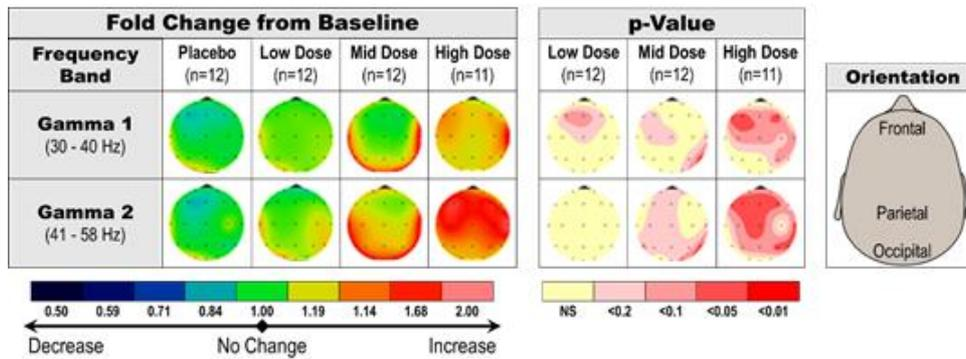 Fold Change from Baseline
p-Value
Frequency Band
Placebo (n=12)
Low Dose (n=12)
Mid Dose (n=12)
High Dose (n=11)
Low Dose (n=12)
Mid Dose (n=12)
High Dose (n=11)
Orientation
Gamma 1
(30 - 40 Hz)
Frontal
Gamma 2
(41 - 58 Hz)
Parietal
Occipital
0.50 0.59 0.71 0.84 1.00 1.19 1.14 1.68 2.00
NS <0.2 <0.1 <0.05 <0.01
Decrease No Change Increase